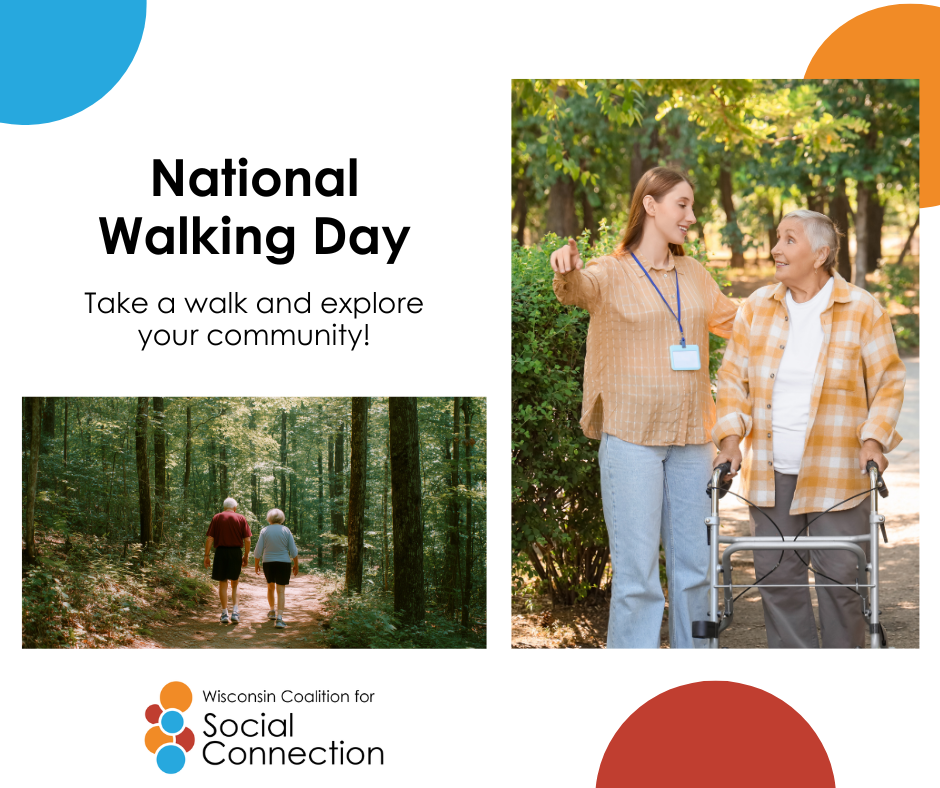 National
Walking Day
Take a walk and explore
your community!
Wisconsin Coalition for
Social
Connection